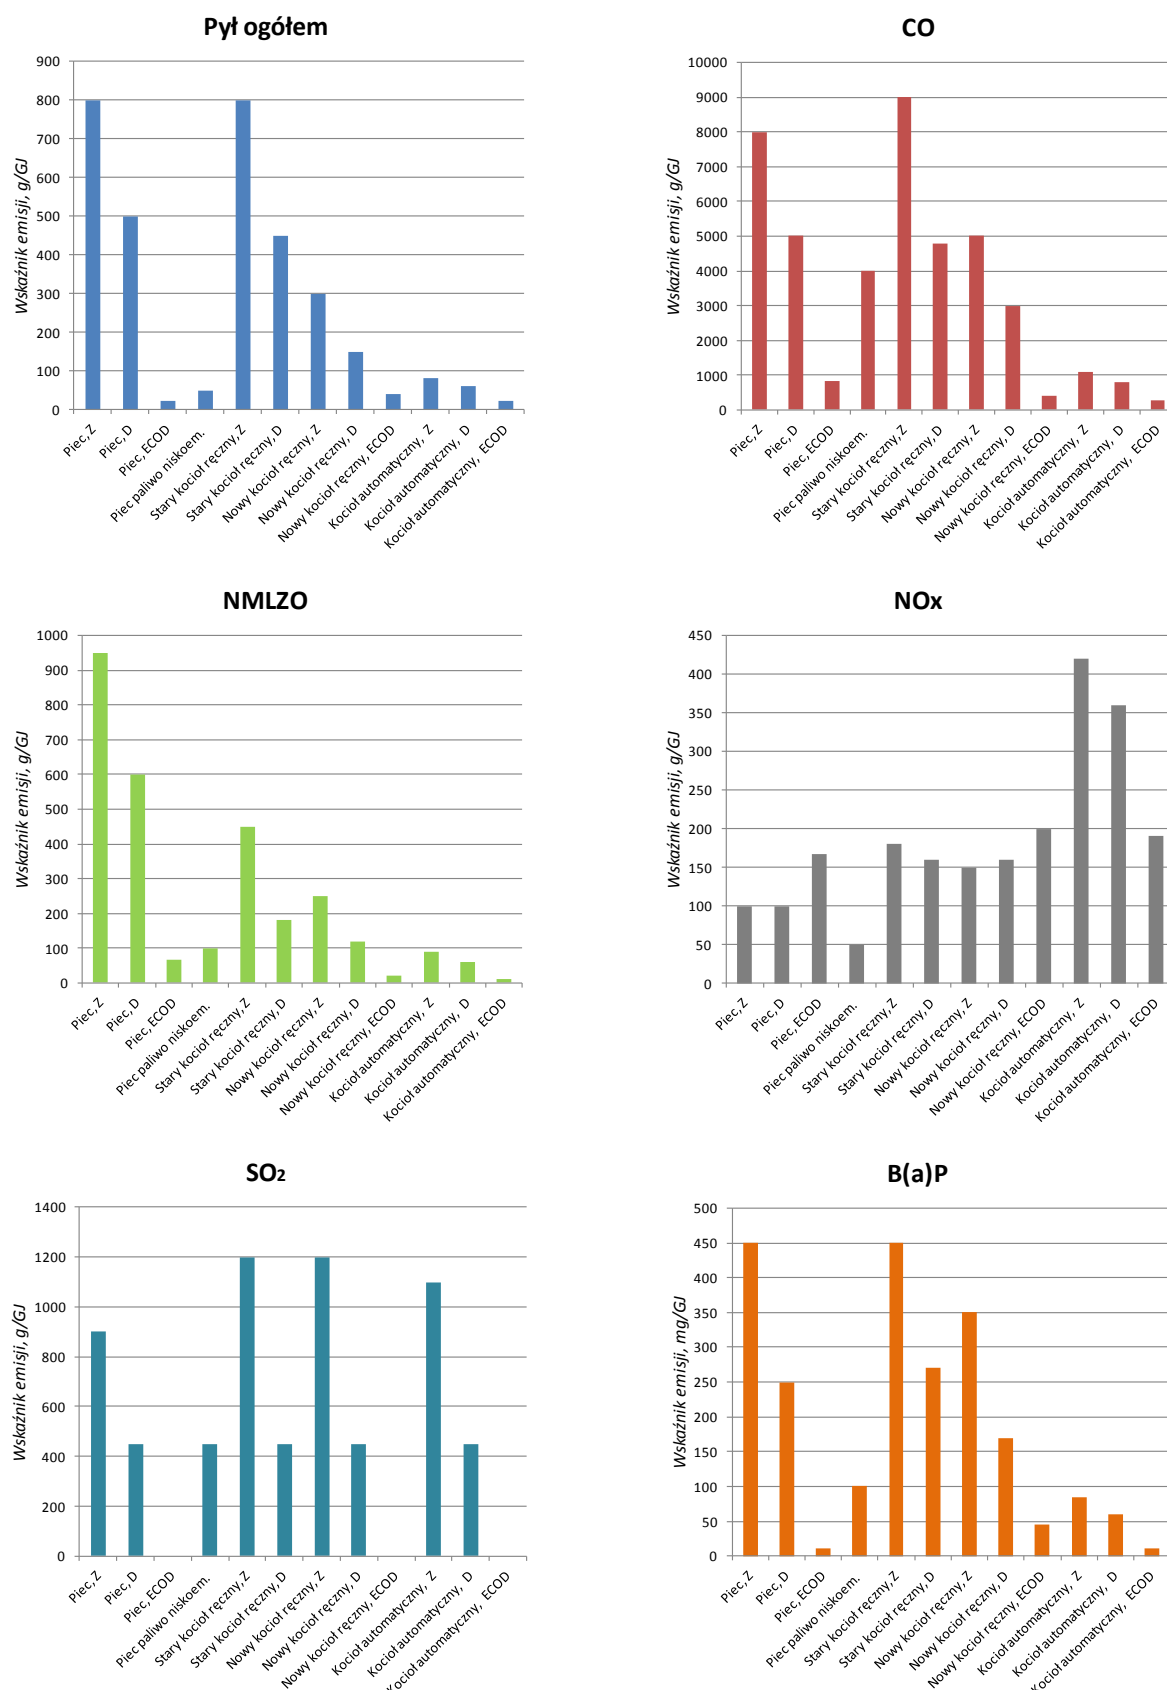 Pył ogółem
Wskaźnik emisji, g/GJ
900
800
700
600
500
400
300
200
100
0
Piec, Z
Piec, D
Piec, ECOD
Piec paliwo niskoem.
Stary kocioł ręczny, Z
Stary kocioł ręczny, D
Nowy kocioł ręczny, Z
Nowy kocioł ręczny, D
Nowy kocioł ręczny, ECOD
Kocioł automatyczny, Z
Kocioł automatyczny, D
Kocioł automatyczny, ECOD
CO
Wskaźnik emisji, g/GJ
10000
9000
8000
7000
6000
5000
4000
3000
2000
1000
0
Piec, Z
Piec, D
Piec, ECOD
Piec paliwo niskoem.
Stary kocioł ręczny, Z
Stary kocioł ręczny, D
Nowy kocioł ręczny, Z
Nowy kocioł ręczny, D
Nowy kocioł ręczny, ECOD
Kocioł automatyczny, Z
Kocioł automatyczny, D
Kocioł automatyczny, ECOD
NMLZO
Wskaźnik emisji, g/GJ
1000
900
800
700
600
500
400
300
200
100
0
Piec, Z
Piec, D
Piec, ECOD
Piec paliwo niskoem.
Stary kocioł ręczny, Z
Stary kocioł ręczny, D
Nowy kocioł ręczny, Z
Nowy kocioł ręczny, D
Nowy kocioł ręczny, ECOD
Kocioł automatyczny, Z
Kocioł automatyczny, D
Kocioł automatyczny, ECOD
NOx
Wskaźnik emisji, g/GJ
450
400
350
300
250
200
150
100
50
0
Piec, Z
Piec, D
Piec, ECOD
Piec paliwo niskoem.
Stary kocioł ręczny, Z
Stary kocioł ręczny, D
Nowy kocioł ręczny, Z
Nowy kocioł ręczny, D
Nowy kocioł ręczny, ECOD
Kocioł automatyczny, Z
Kocioł automatyczny, D
Kocioł automatyczny, ECOD
SO₂
Wskaźnik emisji, g/GJ
1400
1200
1000
800
600
400
200
0
Piec, Z
Piec, D
Piec, ECOD
Piec paliwo niskoem.
Stary kocioł ręczny, Z
Stary kocioł ręczny, D
Nowy kocioł ręczny, Z
Nowy kocioł ręczny, D
Nowy kocioł ręczny, ECOD
Kocioł automatyczny, Z
Kocioł automatyczny, D
Kocioł automatyczny, ECOD
B(a)P
Wskaźnik emisji, mg/GJ
500
450
400
350
300
250
200
150
100
50
0
Piec, Z
Piec, D
Piec, ECOD
Piec paliwo niskoem.
Stary kocioł ręczny, Z
Stary kocioł ręczny, D
Nowy kocioł ręczny, Z
Nowy kocioł ręczny, D
Nowy kocioł ręczny, ECOD
Kocioł automatyczny, Z
Kocioł automatyczny, D
Kocioł automatyczny, ECOD